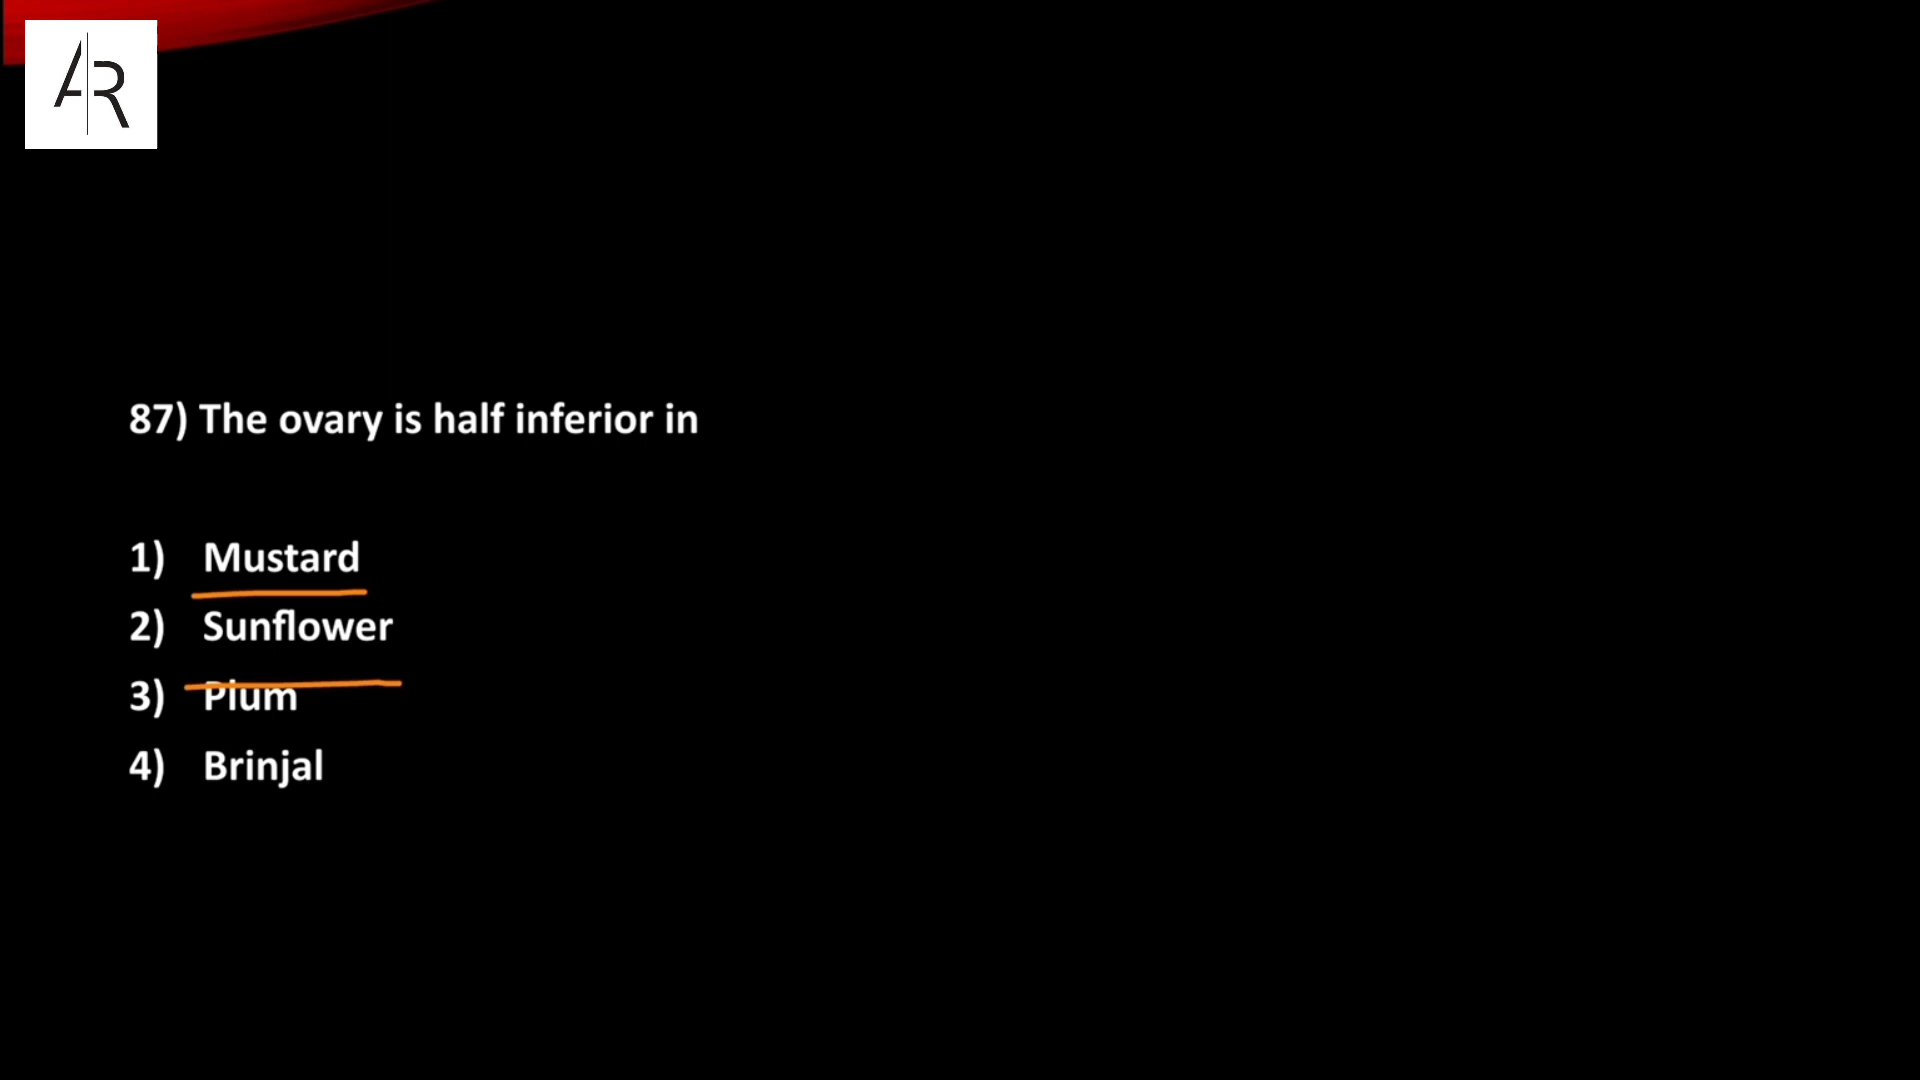 AR
87) The ovary is half inferior in
1) Mustard
2) Sunflower
3) Plum
4) Brinjal